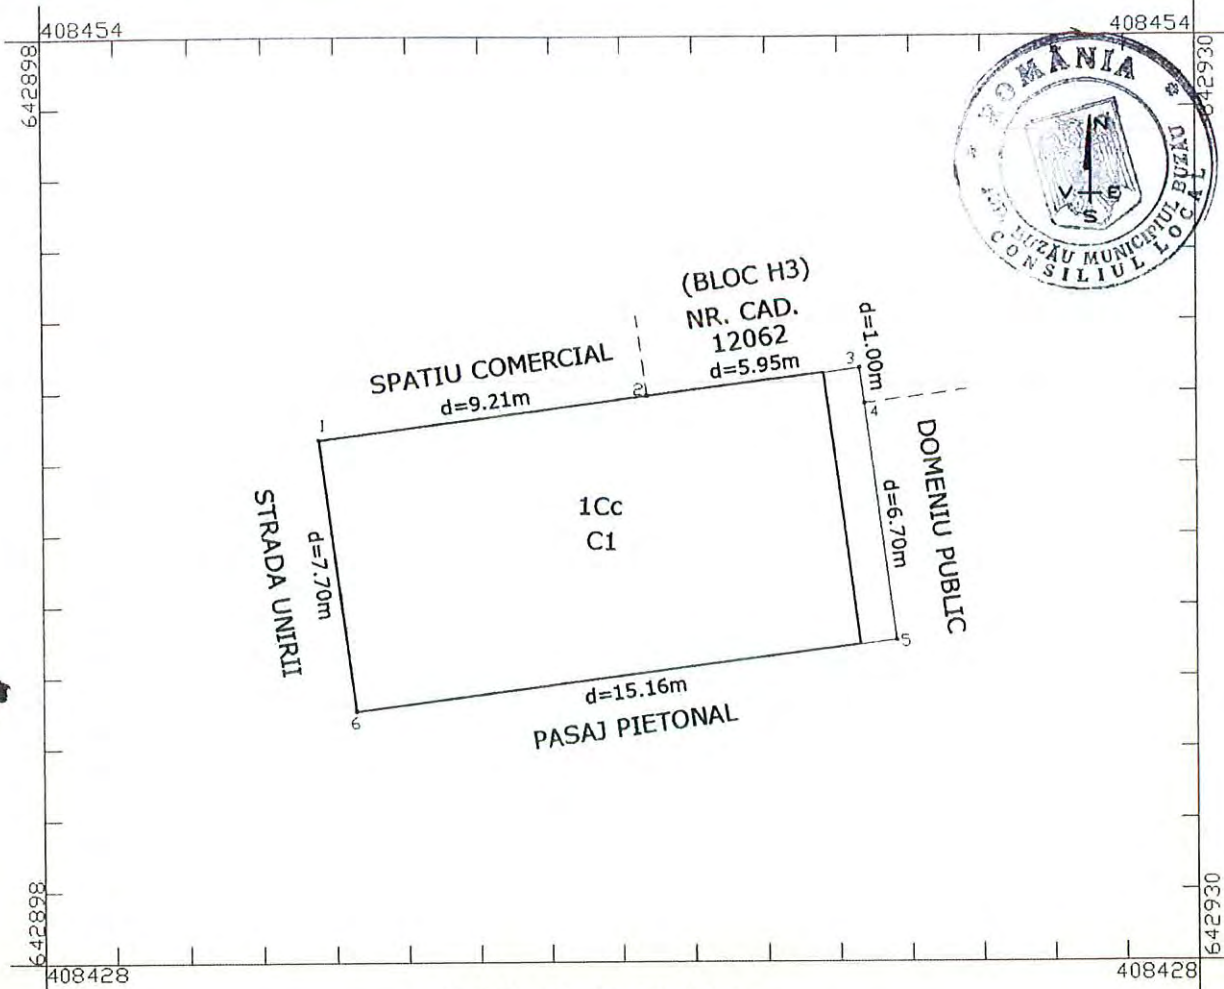 408454
408454
642898
642930
ROMÂNIA
N
V E
S
BUZĂU MUNICIPIUL BUZĂU
CONSILIUL LOCAL
(BLOC H3)
NR. CAD.
12062
d=5.95m
3
d=1.00m
4
SPATIU COMERCIAL
d=9.21m
2
1
STRADA UNIRII
d=7.70m
1Cc
C1
d=6.70m
DOMENIU PUBLIC
5
d=15.16m
6
PASAJ PIETONAL
642898
642930
408428
408428